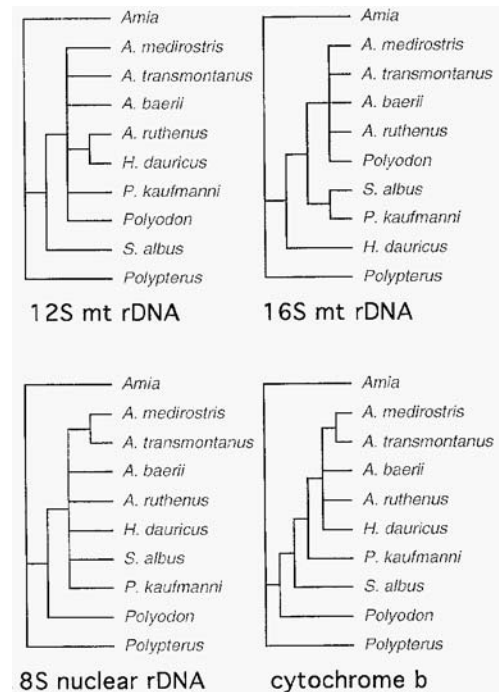 Amia
A. medirostris
A. transmontanus
A. baerii
A. ruthenus
H. dauricus
P. kaufmanni
Polyodon
S. albus
Polypterus
12S mt rDNA
Amia
A. medirostris
A. transmontanus
A. baerii
A. ruthenus
Polyodon
S. albus
P. kaufmanni
H. dauricus
Polypterus
16S mt rDNA
Amia
A. medirostris
A. transmontanus
A. baerii
A. ruthenus
H. dauricus
S. albus
P. kaufmanni
Polyodon
Polypterus
8S nuclear rDNA
Amia
A. medirostris
A. transmontanus
A. baerii
A. ruthenus
H. dauricus
P. kaufmanni
S. albus
Polyodon
Polypterus
cytochrome b